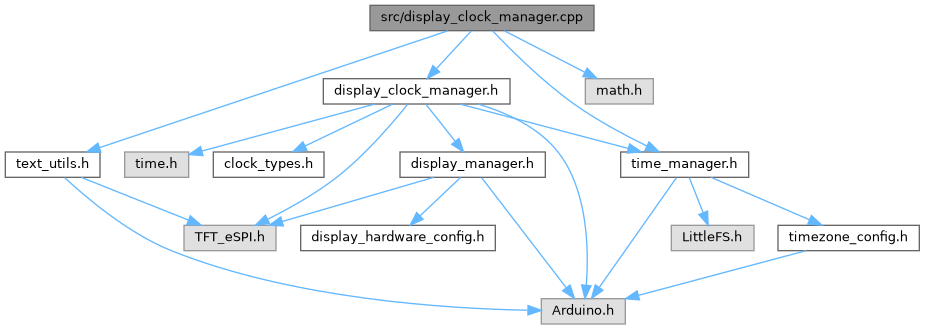 src/display_clock_manager.cpp
display_clock_manager.h
math.h
text_utils.h
time.h
clock_types.h
display_manager.h
time_manager.h
TFT_eSPI.h
display_hardware_config.h
LittleFS.h
timezone_config.h
Arduino.h